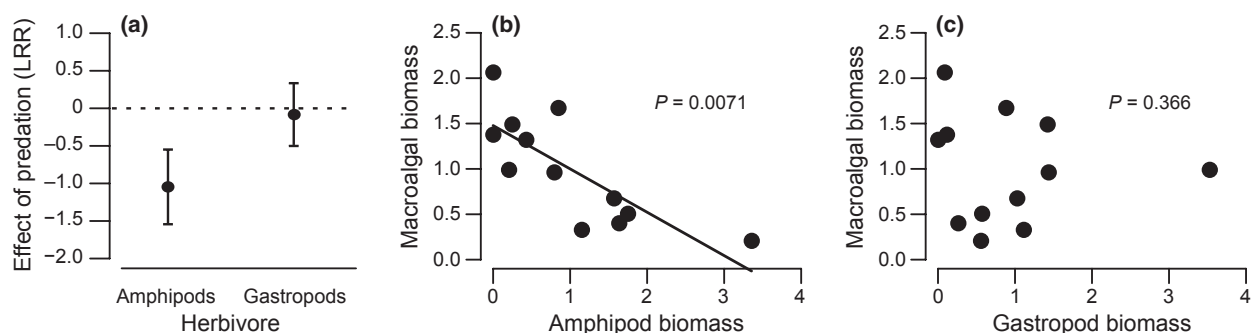 (a)
Effect of predation (LRR)
1.0
0.5
0
−0.5
−1.0
−1.5
−2.0
Amphipods Gastropods
Herbivore
(b)
Macroalgal biomass
2.5
2.0
1.5
1.0
0.5
0.0
P = 0.0071
0 1 2 3 4
Amphipod biomass
(c)
Macroalgal biomass
2.5
2.0
1.5
1.0
0.5
0.0
P = 0.366
0 1 2 3 4
Gastropod biomass